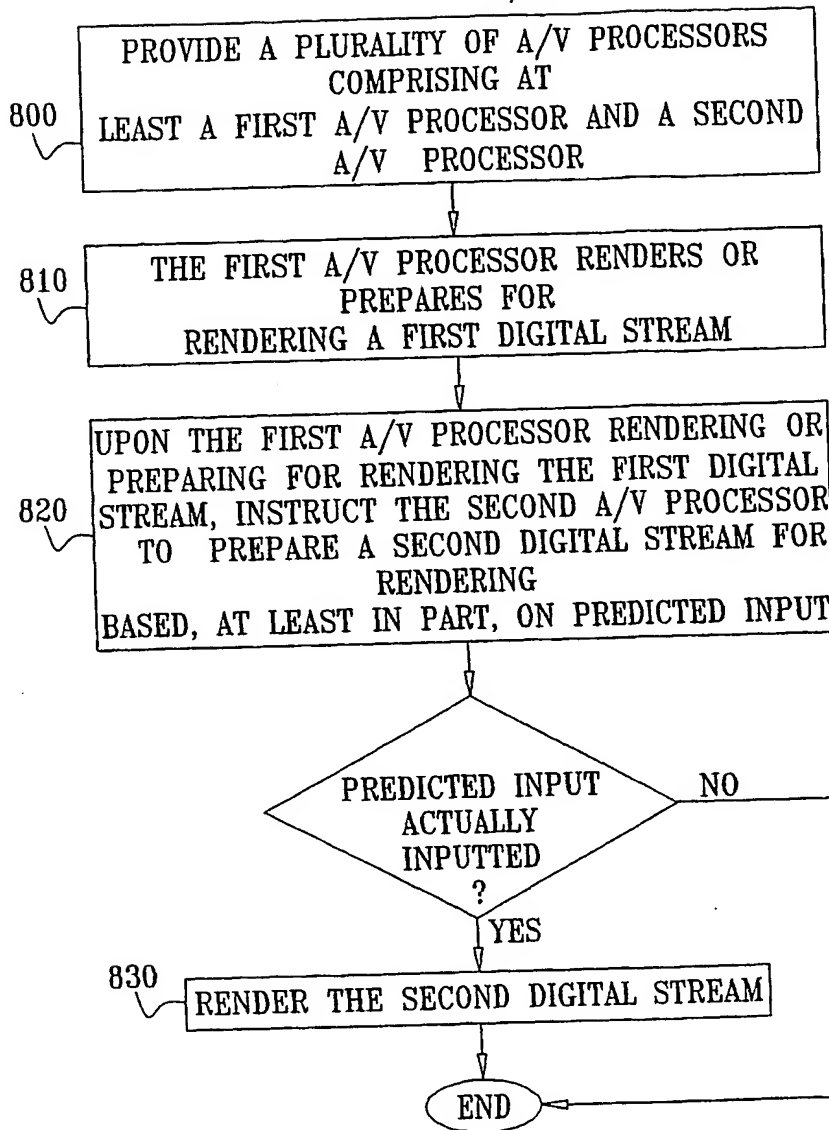 PROVIDE A PLURALITY OF A/V PROCESSORS
COMPRISING AT
800
LEAST A FIRST A/V PROCESSOR AND A SECOND
A/V PROCESSOR
810
THE FIRST A/V PROCESSOR RENDERS OR
PREPARES FOR
RENDERING A FIRST DIGITAL STREAM
UPON THE FIRST A/V PROCESSOR RENDERING OR
PREPARING FOR RENDERING THE FIRST DIGITAL
820
STREAM, INSTRUCT THE SECOND A/V PROCESSOR
TO PREPARE A SECOND DIGITAL STREAM FOR
RENDERING
BASED, AT LEAST IN PART, ON PREDICTED INPUT
PREDICTED INPUT
ACTUALLY
INPUTTED
?
NO
YES
830
RENDER THE SECOND DIGITAL STREAM
END